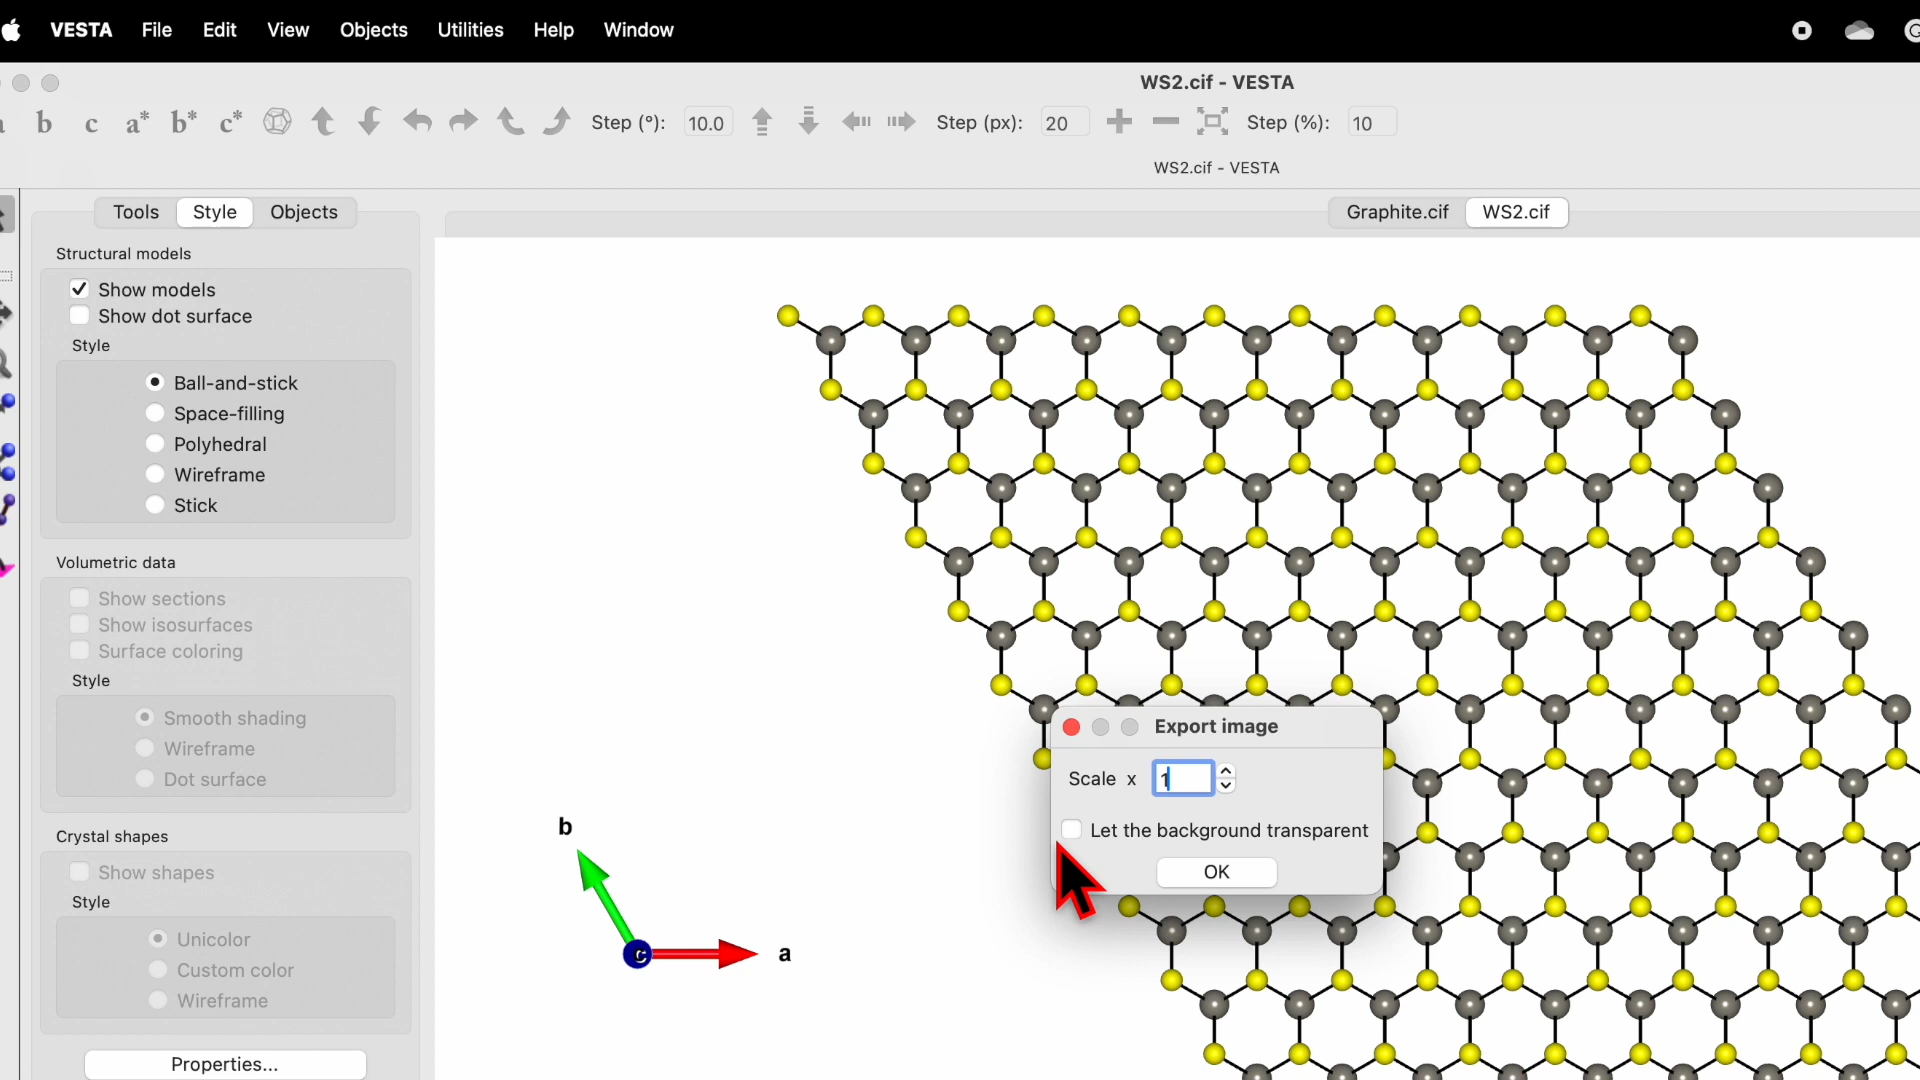 VESTA File Edit View Objects Utilities Help Window
WS2.cif - VESTA
b c a* b* c* Step (°): 10.0 Step (px): 20 Step (%): 10
WS2.cif - VESTA
Tools Style Objects
Graphite.cif WS2.cif
Structural models
Show models
Show dot surface
Style
Ball-and-stick
Space-filling
Polyhedral
Wireframe
Stick
Volumetric data
Show sections
Show isosurfaces
Surface coloring
Style
Smooth shading
Wireframe
Dot surface
Crystal shapes
Show shapes
Style
Unicolor
Custom color
Wireframe
Properties...
b
c
a
Export image
Scale x 1
Let the background transparent
OK